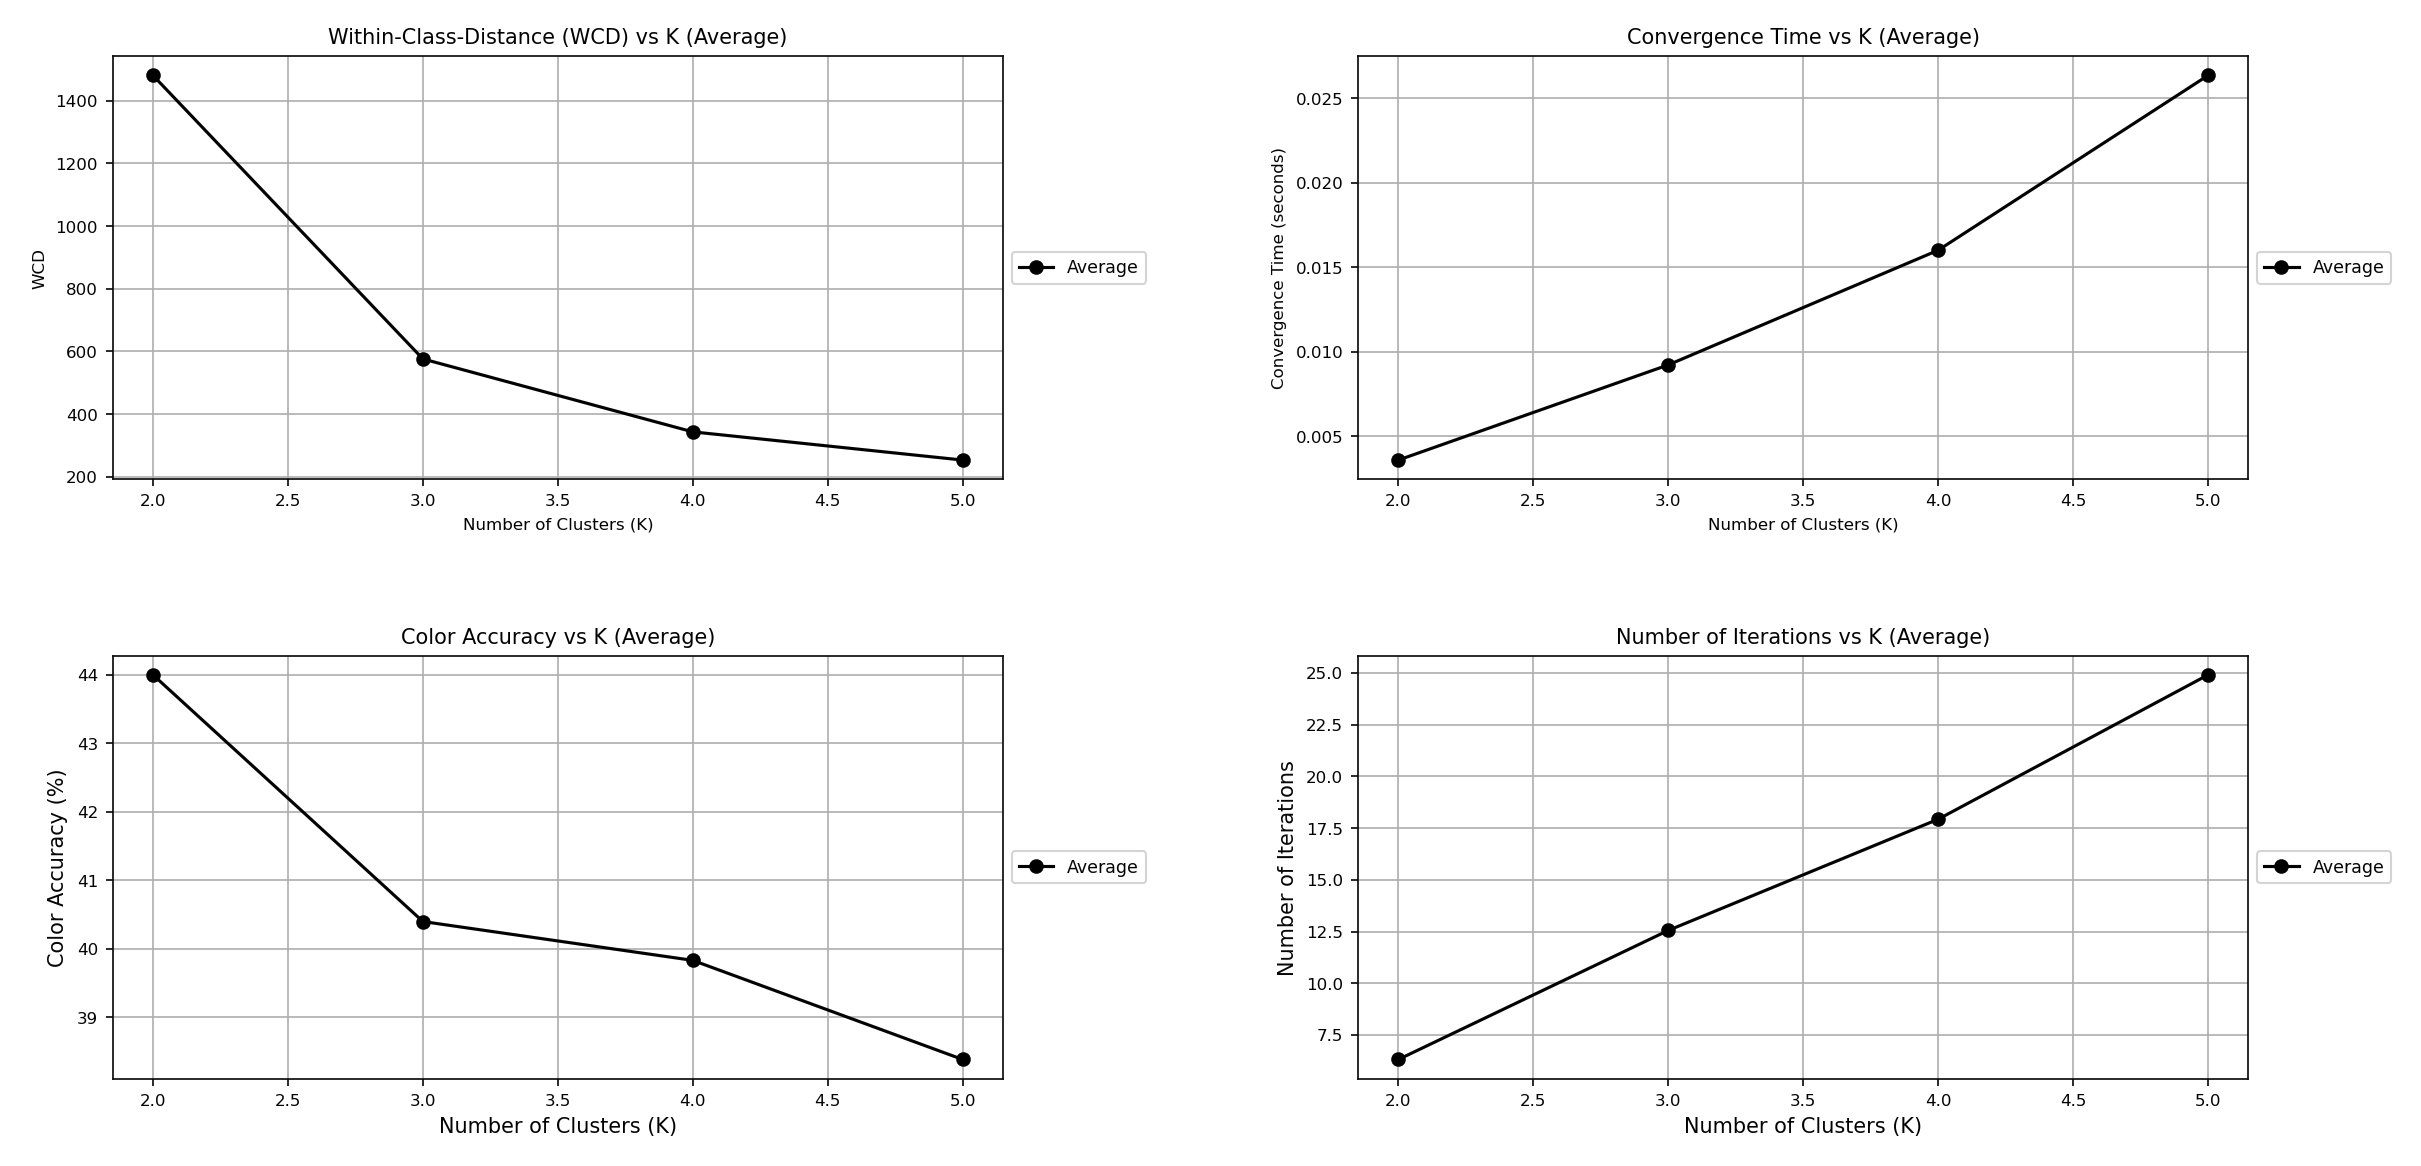 Within-Class-Distance (WCD) vs K (Average)
1400
1200
1000
800
600
400
200
WCD
2.0 2.5 3.0 3.5 4.0 4.5 5.0
Number of Clusters (K)
Average
Convergence Time vs K (Average)
0.025
0.020
0.015
0.010
0.005
Convergence Time (seconds)
2.0 2.5 3.0 3.5 4.0 4.5 5.0
Number of Clusters (K)
Average
Color Accuracy vs K (Average)
44
43
42
41
40
39
Color Accuracy (%)
2.0 2.5 3.0 3.5 4.0 4.5 5.0
Number of Clusters (K)
Average
Number of Iterations vs K (Average)
25.0
22.5
20.0
17.5
15.0
12.5
10.0
7.5
Number of Iterations
2.0 2.5 3.0 3.5 4.0 4.5 5.0
Number of Clusters (K)
Average